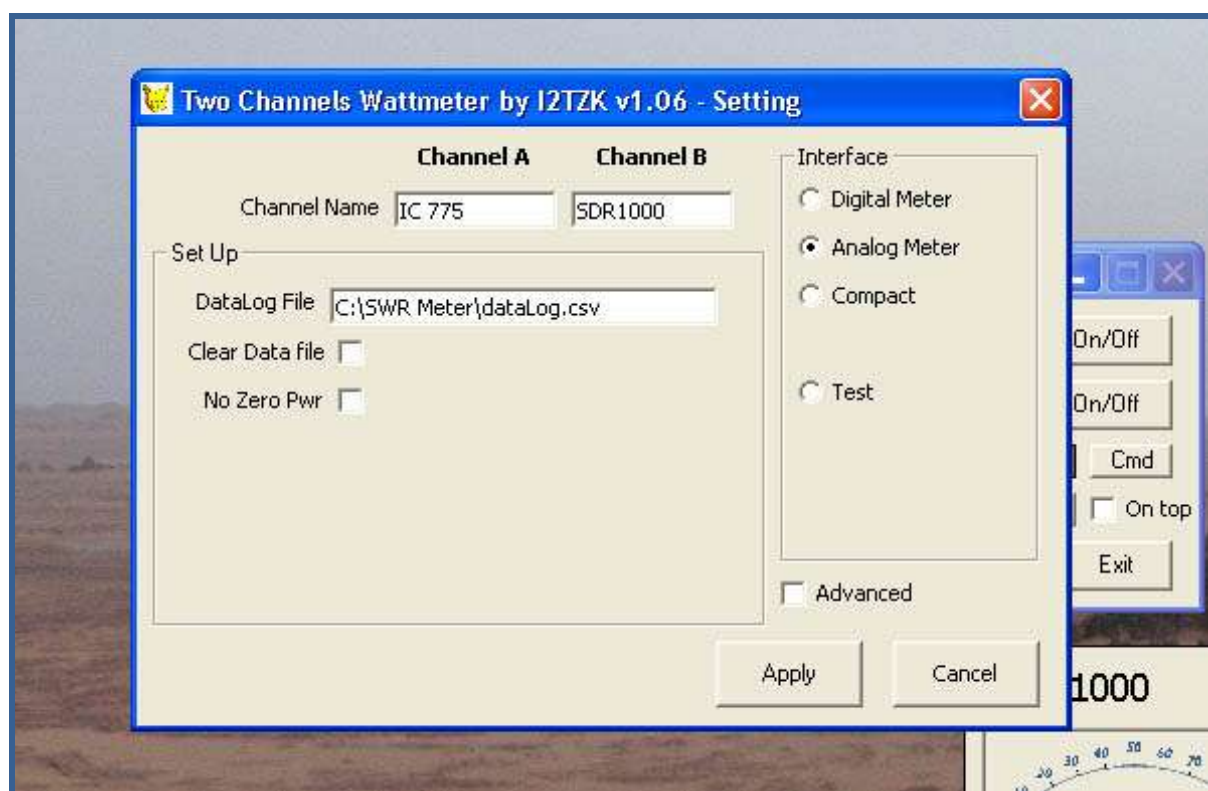 Two Channels Wattmeter by I2TZK v1.06 - Setting
Channel A Channel B
Channel Name IC 775 SDR1000
Set Up
DataLog File C:\SWR Meter\dataLog.csv
Clear Data file
No Zero Pwr
Interface
Digital Meter
Analog Meter
Compact
Test
Advanced
Apply Cancel
On/Off
On/Off
Cmd
On top
Exit
1000
20 30 40 50 60 70